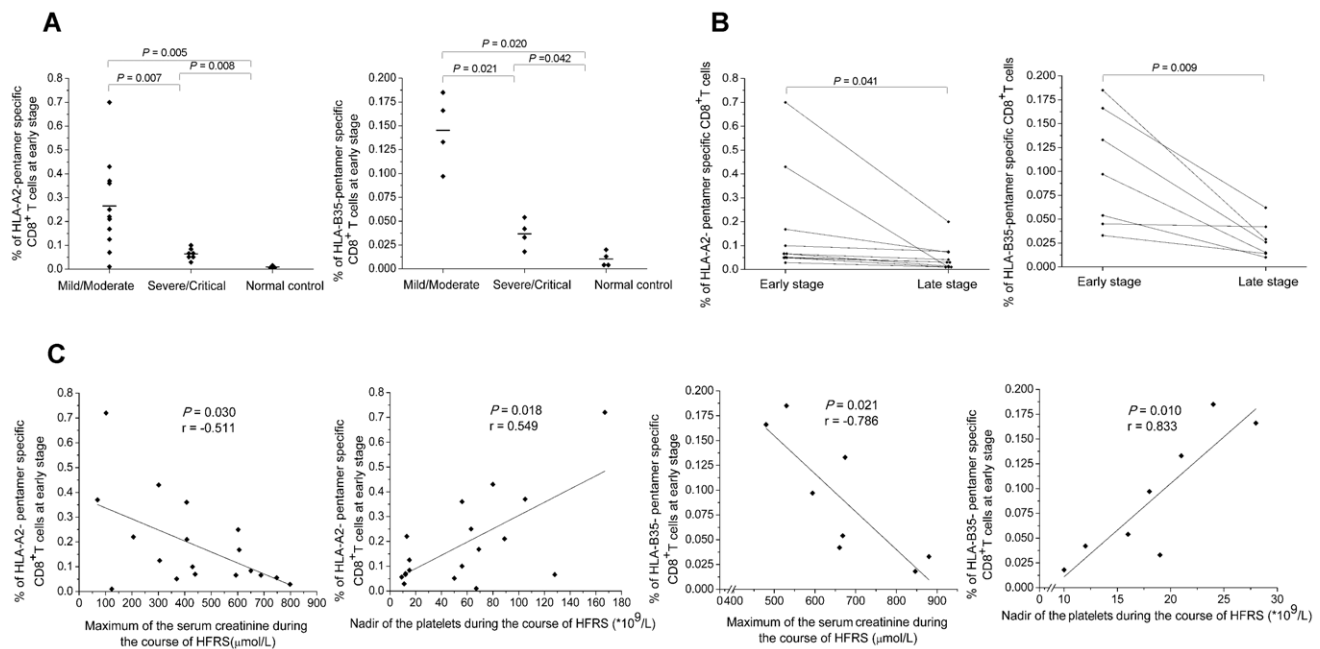 A
P = 0.005
P = 0.007
P = 0.008
% of HLA-A2-pentamer specific
CD8+ T cells at early stage
0.8
0.7
0.6
0.5
0.4
0.3
0.2
0.1
0.0
Mild/Moderate
Severe/Critical
Normal control
P = 0.020
P = 0.021
P =0.042
% of HLA-B35-pentamer specific
CD8+ T cells at early stage
0.200
0.175
0.150
0.125
0.100
0.075
0.050
0.025
0.000
Mild/Moderate
Severe/Critical
Normal control
B
P = 0.041
% of HLA-A2- pentamer specific CD8+T cells
0.8
0.7
0.6
0.5
0.4
0.3
0.2
0.1
0.0
Early stage
Late stage
P = 0.009
% of HLA-B35-pentamer specific CD8+T cells
0.200
0.175
0.150
0.125
0.100
0.075
0.050
0.025
0.000
Early stage
Late stage
C
P = 0.030
r = -0.511
% of HLA-A2- pentamer specific
CD8+T cells at early stage
0.8
0.7
0.6
0.5
0.4
0.3
0.2
0.1
0.0
0 100 200 300 400 500 600 700 800 900
Maximum of the serum creatinine during
the course of HFRS(μmol/L)
P = 0.018
r = 0.549
% of HLA-A2- pentamer specific
CD8+T cells at early stage
0.8
0.7
0.6
0.5
0.4
0.3
0.2
0.1
0.0
0 20 40 60 80 100 120 140 160 180
Nadir of the platelets during the course of HFRS (*109/L)
P = 0.021
r = -0.786
% of HLA-B35- pentamer specific
CD8+T cells at early stage
0.200
0.175
0.150
0.125
0.100
0.075
0.050
0.025
0.000
0 400 500 600 700 800 900
Maximum of the serum creatinine during
the course of HFRS (μmol/L)
P = 0.010
r = 0.833
% of HLA-B35- pentamer specific
CD8+T cells at early stage
0.200
0.175
0.150
0.125
0.100
0.075
0.050
0.025
0.000
0 10 15 20 25 30
Nadir of the platelets during the course of HFRS (*109/L)